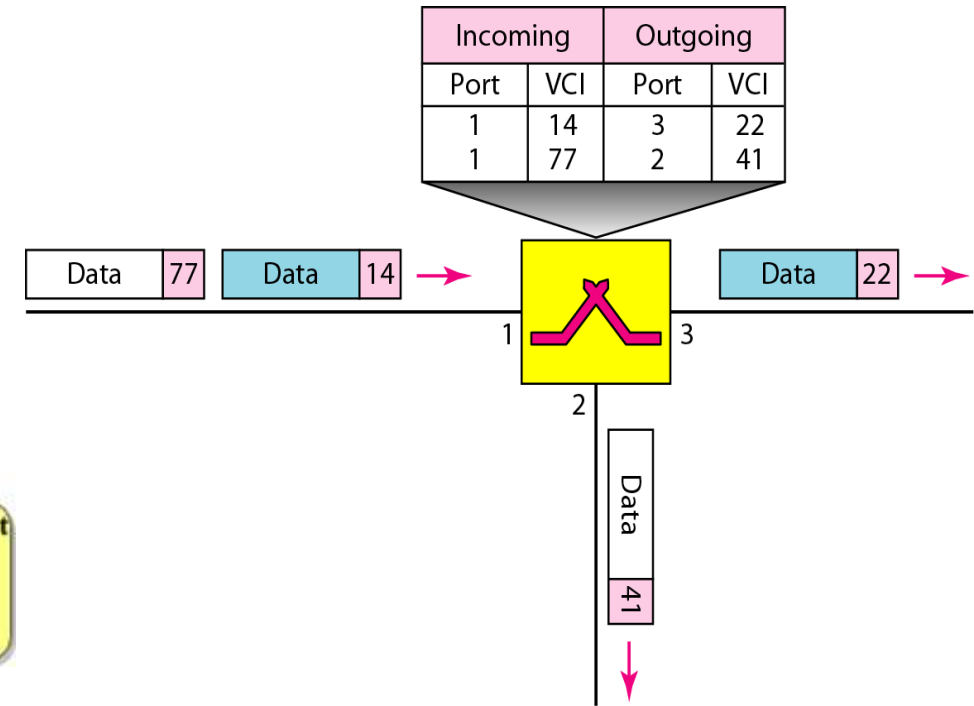 Incoming Outgoing
Port VCI Port VCI
1 14 3 22
1 77 2 41
Data 77 Data 14 Data 22
1 3
2
Data 41
t